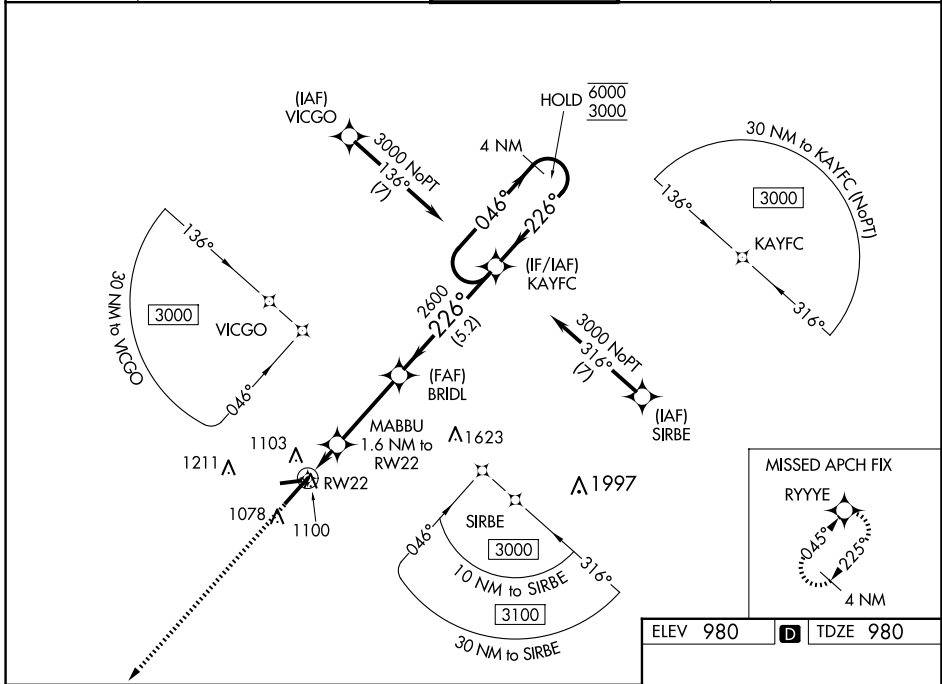 (IAF)
VICGO
3000 NoPT
136°
(7)
HOLD 6000
3000
4 NM
046°
226°
(IF/IAF)
KAYFC
30 NM to KAYFC (NoPT)
136°
3000
KAYFC
316°
136°
30 NM to VICGO
3000
VICGO
046°
2600
226°
(5.2)
3000 NoPT
316°
(7)
(IAF)
SIRBE
(FAF)
BRIDL
MABBU
1.6 NM to
RW22
1623
1103
1211
RW22
1078
1100
1997
046°
SIRBE
3000
10 NM to SIRBE
316°
3100
30 NM to SIRBE
MISSED APCH FIX
RYYYE
045°
225°
4 NM
ELEV 980
D
TDZE 980